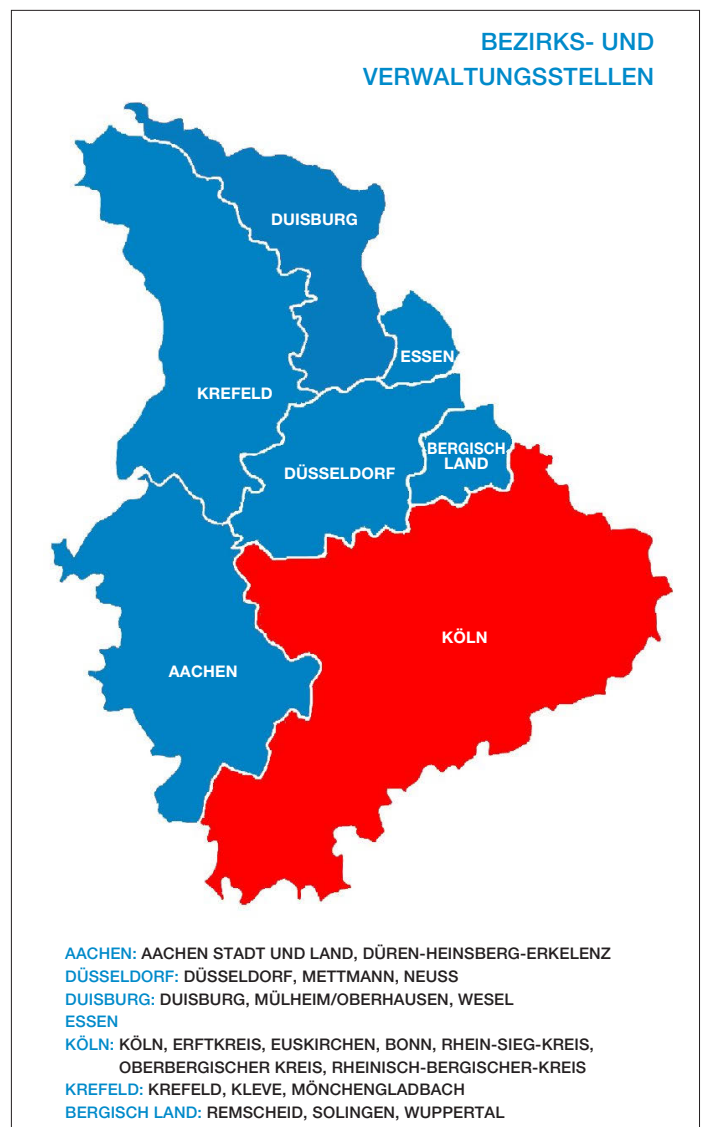 BEZIRKS- UND
VERWALTUNGSSTELLEN
DUISBURG
ESSEN
KREFELD
BERGISCH
LAND
DÜSSELDORF
KÖLN
AACHEN
AACHEN: AACHEN STADT UND LAND, DÜREN-HEINSBERG-ERKELENZ
DÜSSELDORF: DÜSSELDORF, METTMANN, NEUSS
DUISBURG: DUISBURG, MÜLHEIM/OBERHAUSEN, WESEL
ESSEN
KÖLN: KÖLN, ERFTKREIS, EUSKIRCHEN, BONN, RHEIN-SIEG-KREIS,
OBERBERGISCHER KREIS, RHEINISCH-BERGISCHER-KREIS
KREFELD: KREFELD, KLEVE, MÖNCHENGLADBACH
BERGISCH LAND: REMSCHEID, SOLINGEN, WUPPERTAL